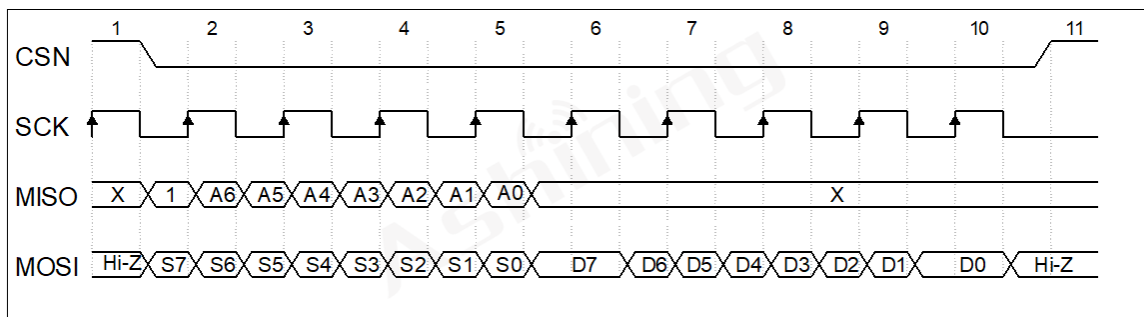 1 2 3 4 5 6 7 8 9 10 11
CSN
SCK
MISO X 1 A6 A5 A4 A3 A2 A1 A0 X
MOSI Hi-Z S7 S6 S5 S4 S3 S2 S1 S0 D7 D6 D5 D4 D3 D2 D1 D0 Hi-Z
Ashining